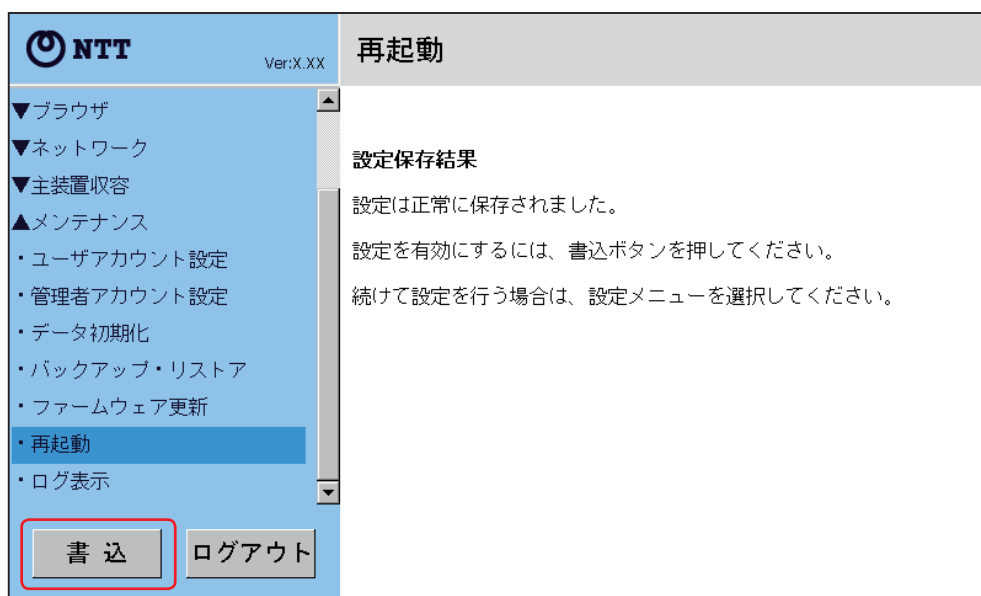 NTT
Ver:X.XX
再起動
▼ブラウザ
▼ネットワーク
▼主装置収容
▲メンテナンス
・ユーザアカウント設定
・管理者アカウント設定
・データ初期化
・バックアップ・リストア
・ファームウェア更新
・再起動
・ログ表示
書 込
ログアウト
設定保存結果
設定は正常に保存されました。
設定を有効にするには、書込ボタンを押してください。
続けて設定を行う場合は、設定メニューを選択してください。